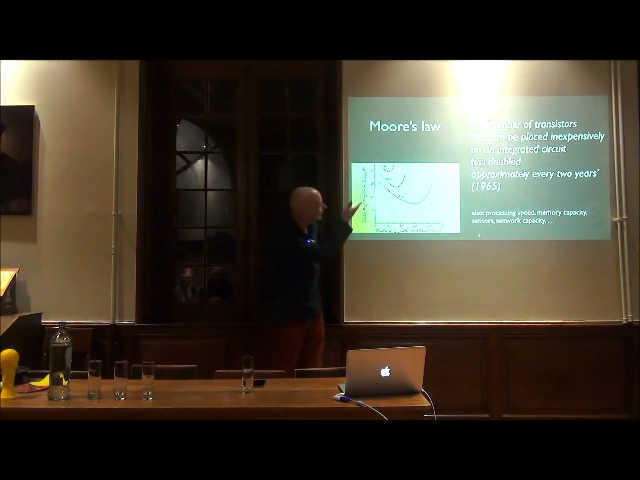 Moore's law
of transistors
can be placed inexpensively
on an integrated circuit
has doubled
approximately every two years'
(1965)
also: processing speed, memory capacity,
sensors, network capacity, ...